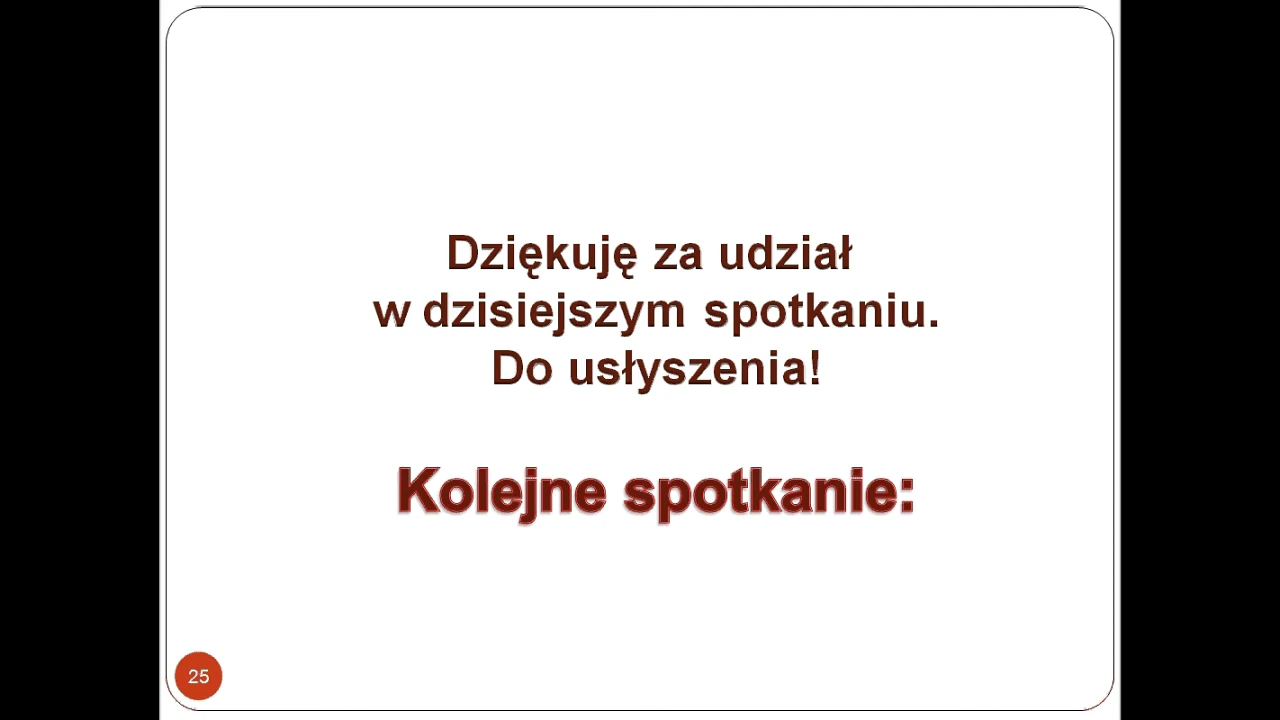 Dziękuję za udział
w dzisiejszym spotkaniu.
Do usłyszenia!
Kolejne spotkanie:
25